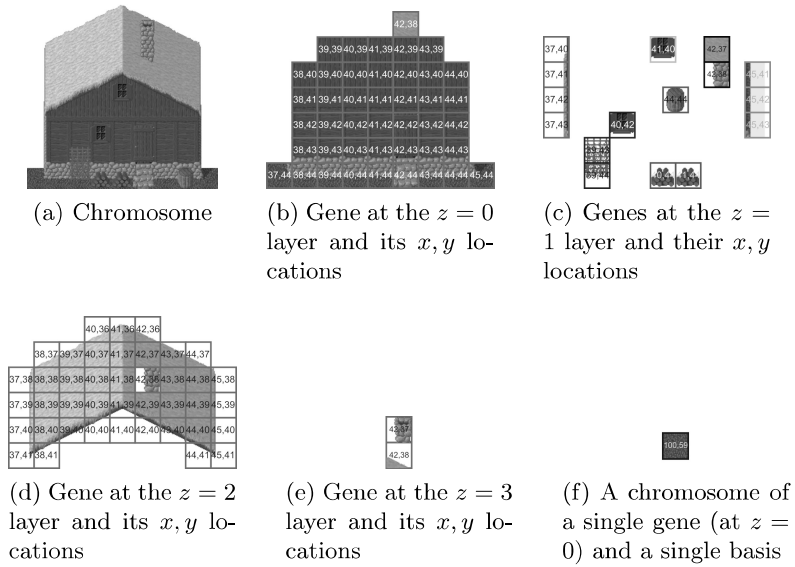 (a) Chromosome
42,38
39,39 40,39 41,39 42,39 43,39
38,40 39,40 40,40 41,40 42,40 43,40 44,40
38,41 39,41 40,41 41,41 42,41 43,41 44,41
38,42 39,42 40,42 41,42 42,42 43,42 44,42
38,43 39,43 40,43 41,43 42,43 43,43 44,43
37,44 38,44 39,44 40,44 41,44 42,44 43,44 44,44 45,44
(b) Gene at the z = 0
layer and its x, y lo-
cations
37,40 41,40 42,37
37,41 45,41
37,42 44,44 45,42
37,43 40,42 45,43
(c) Genes at the z =
1 layer and their x, y
locations
40,36 41,36 42,36
38,37 39,37 40,37 41,37 42,37 43,37 44,37
37,38 38,38 39,38 40,38 41,38 42,38 43,38 44,38 45,38
37,39 38,39 39,39 40,39 41,39 42,39 43,39 44,39 45,39
37,40 38,40 39,40 40,40 41,40 42,40 43,40 44,40 45,40
37,41 38,41 44,41 45,41
(d) Gene at the z = 2
layer and its x, y lo-
cations
42,37
42,38
(e) Gene at the z = 3
layer and its x, y lo-
cations
100,59
(f) A chromosome of
a single gene (at z =
0) and a single basis